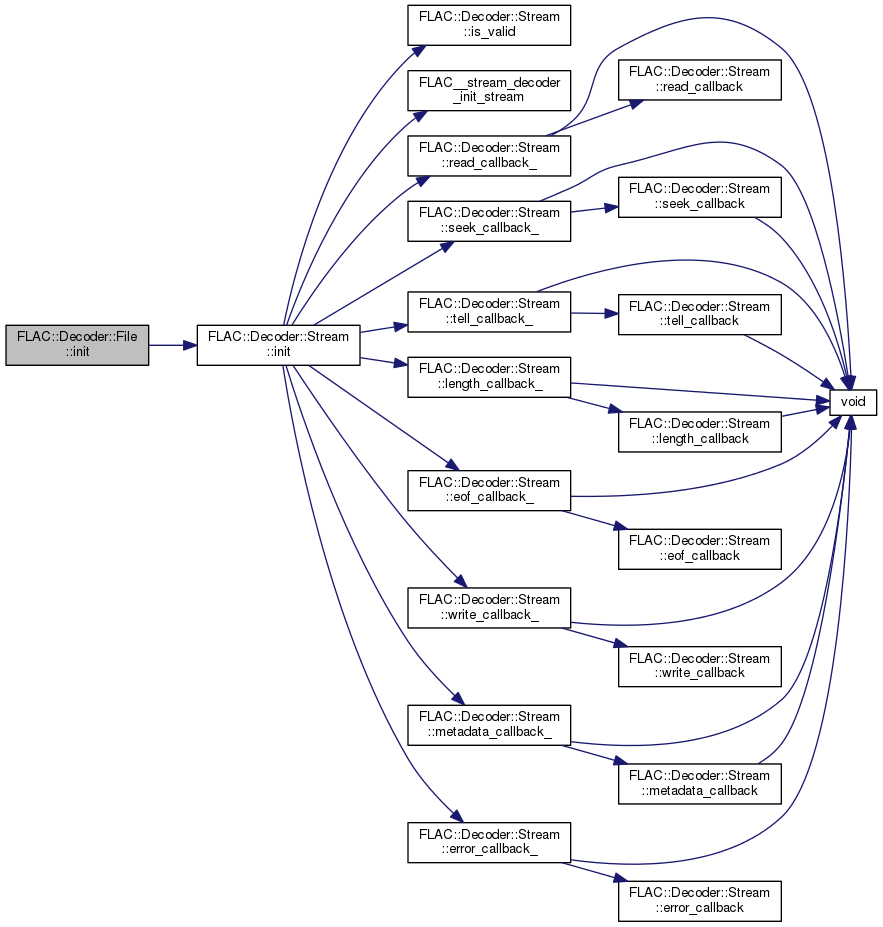 FLAC::Decoder::File
::init
FLAC::Decoder::Stream
::init
FLAC::Decoder::Stream
::is_valid
FLAC__stream_decoder
_init_stream
FLAC::Decoder::Stream
::read_callback_
FLAC::Decoder::Stream
::seek_callback_
FLAC::Decoder::Stream
::tell_callback_
FLAC::Decoder::Stream
::length_callback_
FLAC::Decoder::Stream
::eof_callback_
FLAC::Decoder::Stream
::write_callback_
FLAC::Decoder::Stream
::metadata_callback_
FLAC::Decoder::Stream
::error_callback_
FLAC::Decoder::Stream
::read_callback
FLAC::Decoder::Stream
::seek_callback
FLAC::Decoder::Stream
::tell_callback
FLAC::Decoder::Stream
::length_callback
FLAC::Decoder::Stream
::eof_callback
FLAC::Decoder::Stream
::write_callback
FLAC::Decoder::Stream
::metadata_callback
FLAC::Decoder::Stream
::error_callback
void